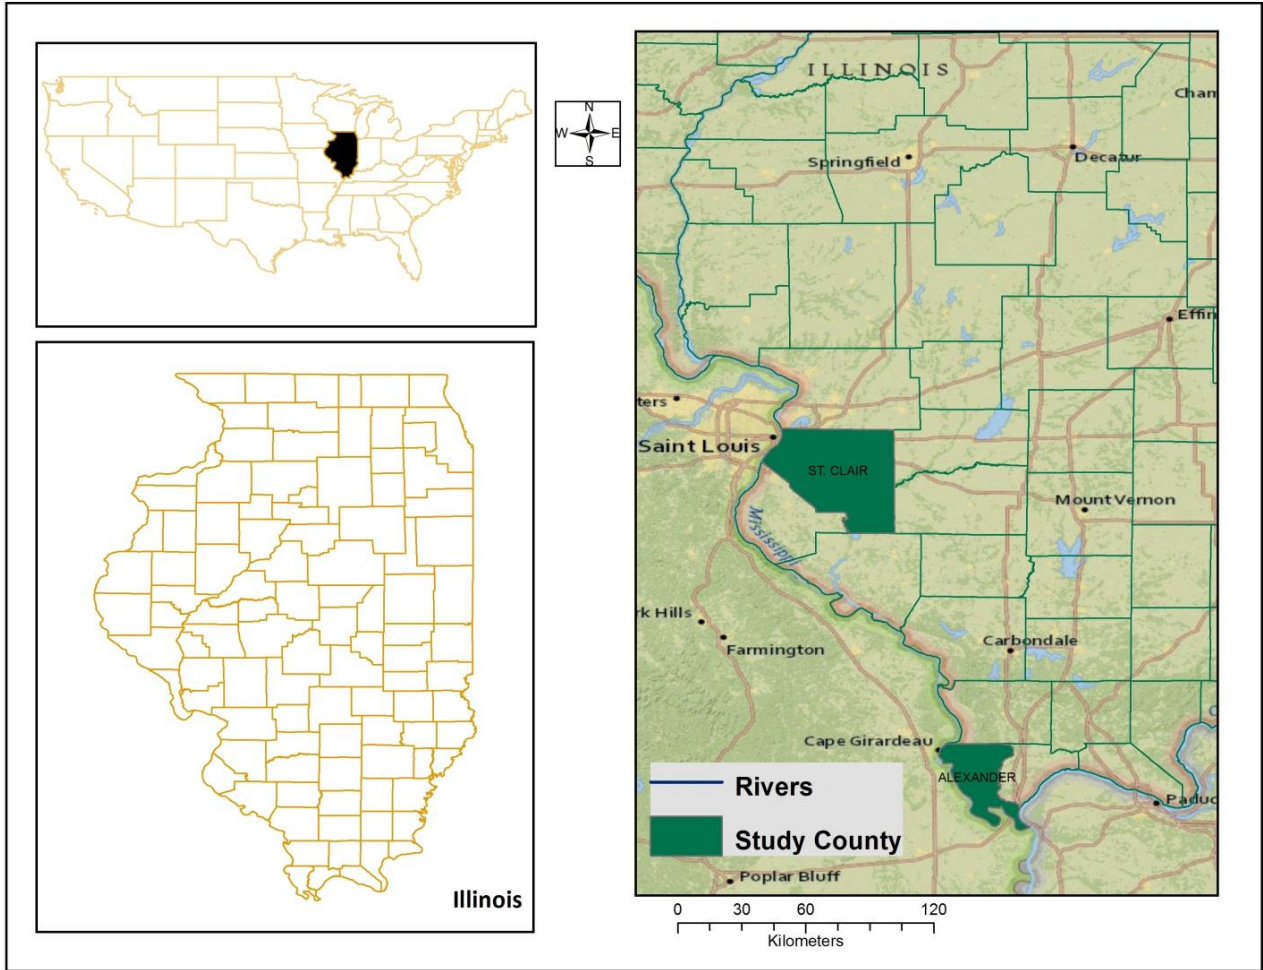 N
W E
S
Illinois
ILLINOIS
Cham
Springfield
Decatur
Effin
ters
Saint Louis
ST. CLAIR
Mount Vernon
Mississippi
rk Hills
Farmington
Carbondale
Cape Girardeau
ALEXANDER
Paduc
Poplar Bluff
Rivers
Study County
0 30 60 120
Kilometers